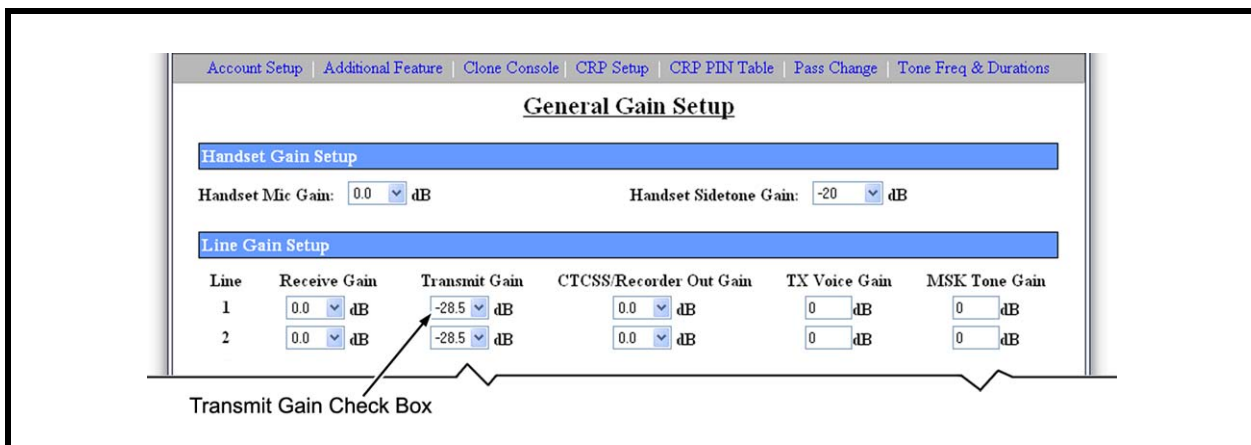 Account Setup | Additional Feature | Clone Console | CRP Setup | CRP PIN Table | Pass Change | Tone Freq & Durations
General Gain Setup
Handset Gain Setup
Handset Mic Gain: 0.0 dB Handset Sidetone Gain: -20 dB
Line Gain Setup
Line Receive Gain Transmit Gain CTCSS/Recorder Out Gain TX Voice Gain MSK Tone Gain
1 0.0 dB -28.5 dB 0.0 dB 0 dB 0 dB
2 0.0 dB -28.5 dB 0.0 dB 0 dB 0 dB
Transmit Gain Check Box